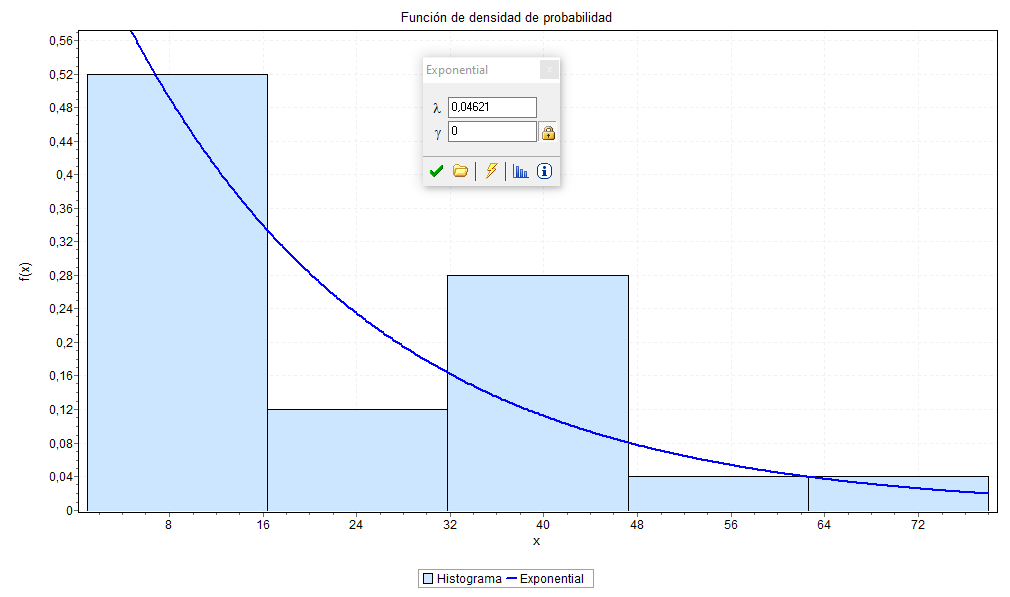 Función de densidad de probabilidad
f(x)
0,56
0,52
0,48
0,44
0,4
0,36
0,32
0,28
0,24
0,2
0,16
0,12
0,08
0,04
0
Exponential
λ 0,04621
γ 0
8 16 24 32 40 48 56 64 72
x
Histograma Exponential